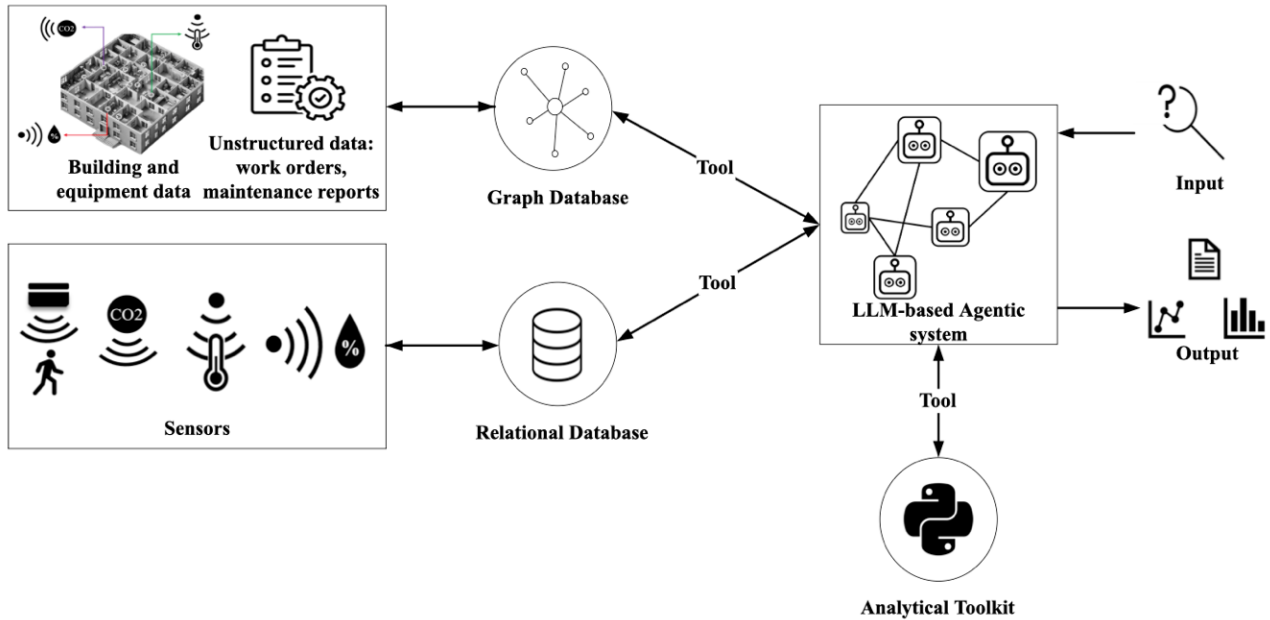 CO2
%
Building and
equipment data
Unstructured data:
work orders,
maintenance reports
Graph Database
Tool
?
Input
LLM-based Agentic
system
Output
CO2
%
Sensors
Relational Database
Tool
Tool
Analytical Toolkit